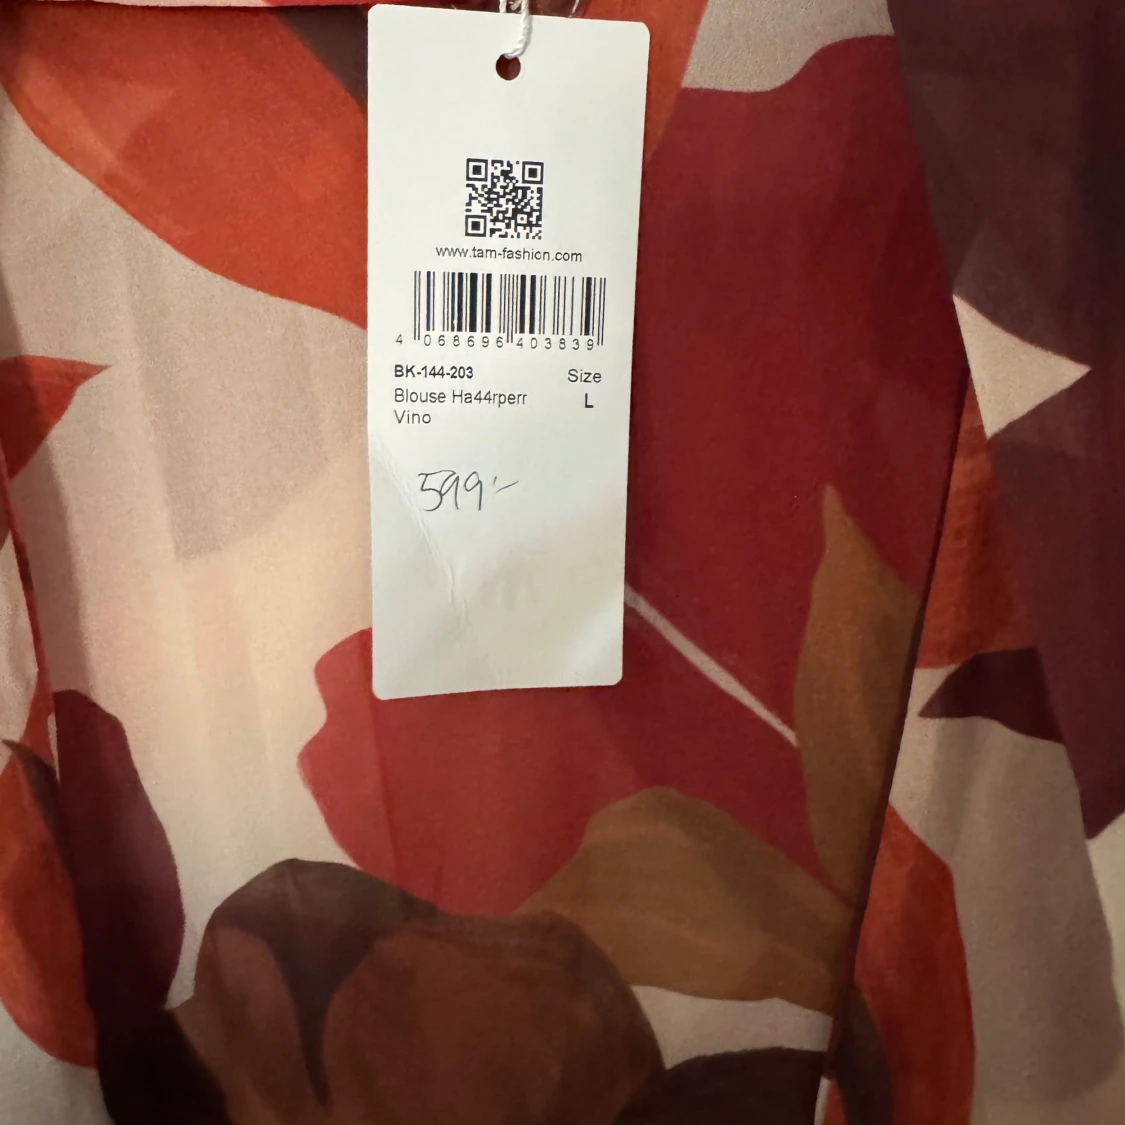 www.tam-fashion.com
4 068696 403839
BK-144-203
Size
Blouse Ha44rperr
L
Vino
599:-